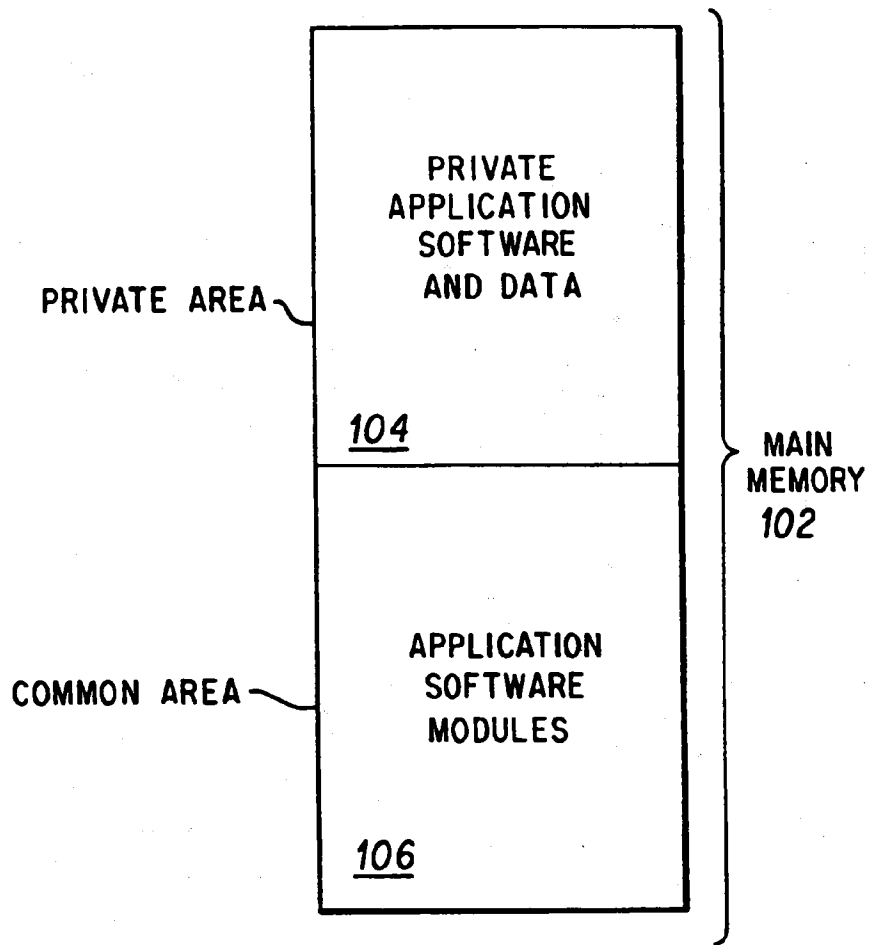 PRIVATE
APPLICATION
SOFTWARE
AND DATA
PRIVATE AREA
104
MAIN
MEMORY
102
APPLICATION
SOFTWARE
MODULES
COMMON AREA
106